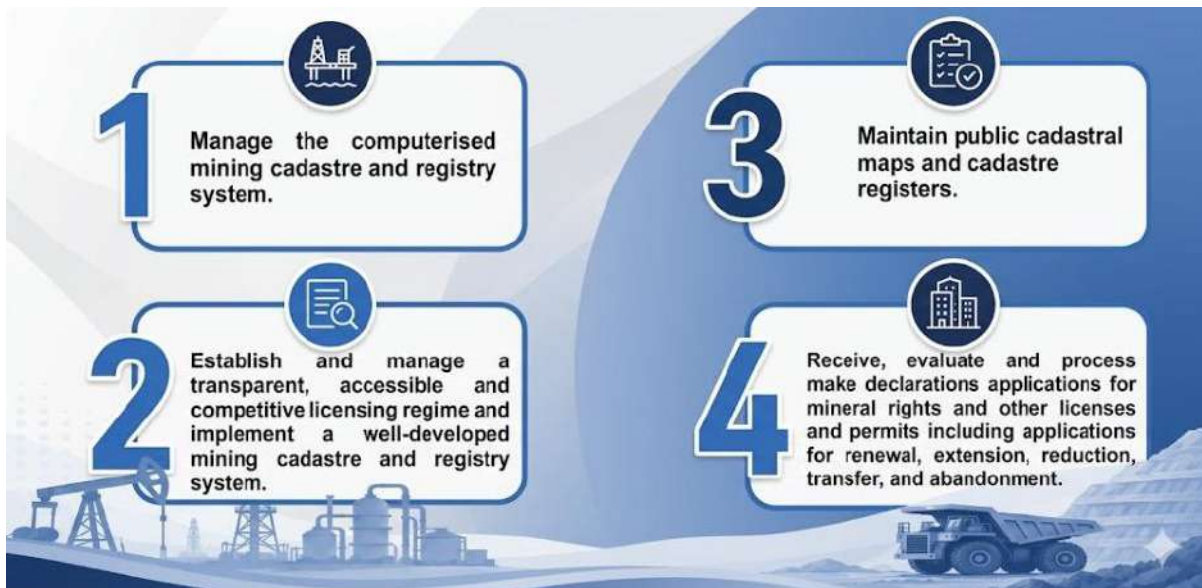 1
Manage the computerised
mining cadastre and registry
system.
2
Establish and manage a
transparent, accessible and
competitive licensing regime and
implement a well-developed
mining cadastre and registry
system.
3
Maintain public cadastral
maps and cadastre
registers.
4
Receive, evaluate and process
make declarations applications for
mineral rights and other licenses
and permits including applications
for renewal, extension, reduction,
transfer, and abandonment.